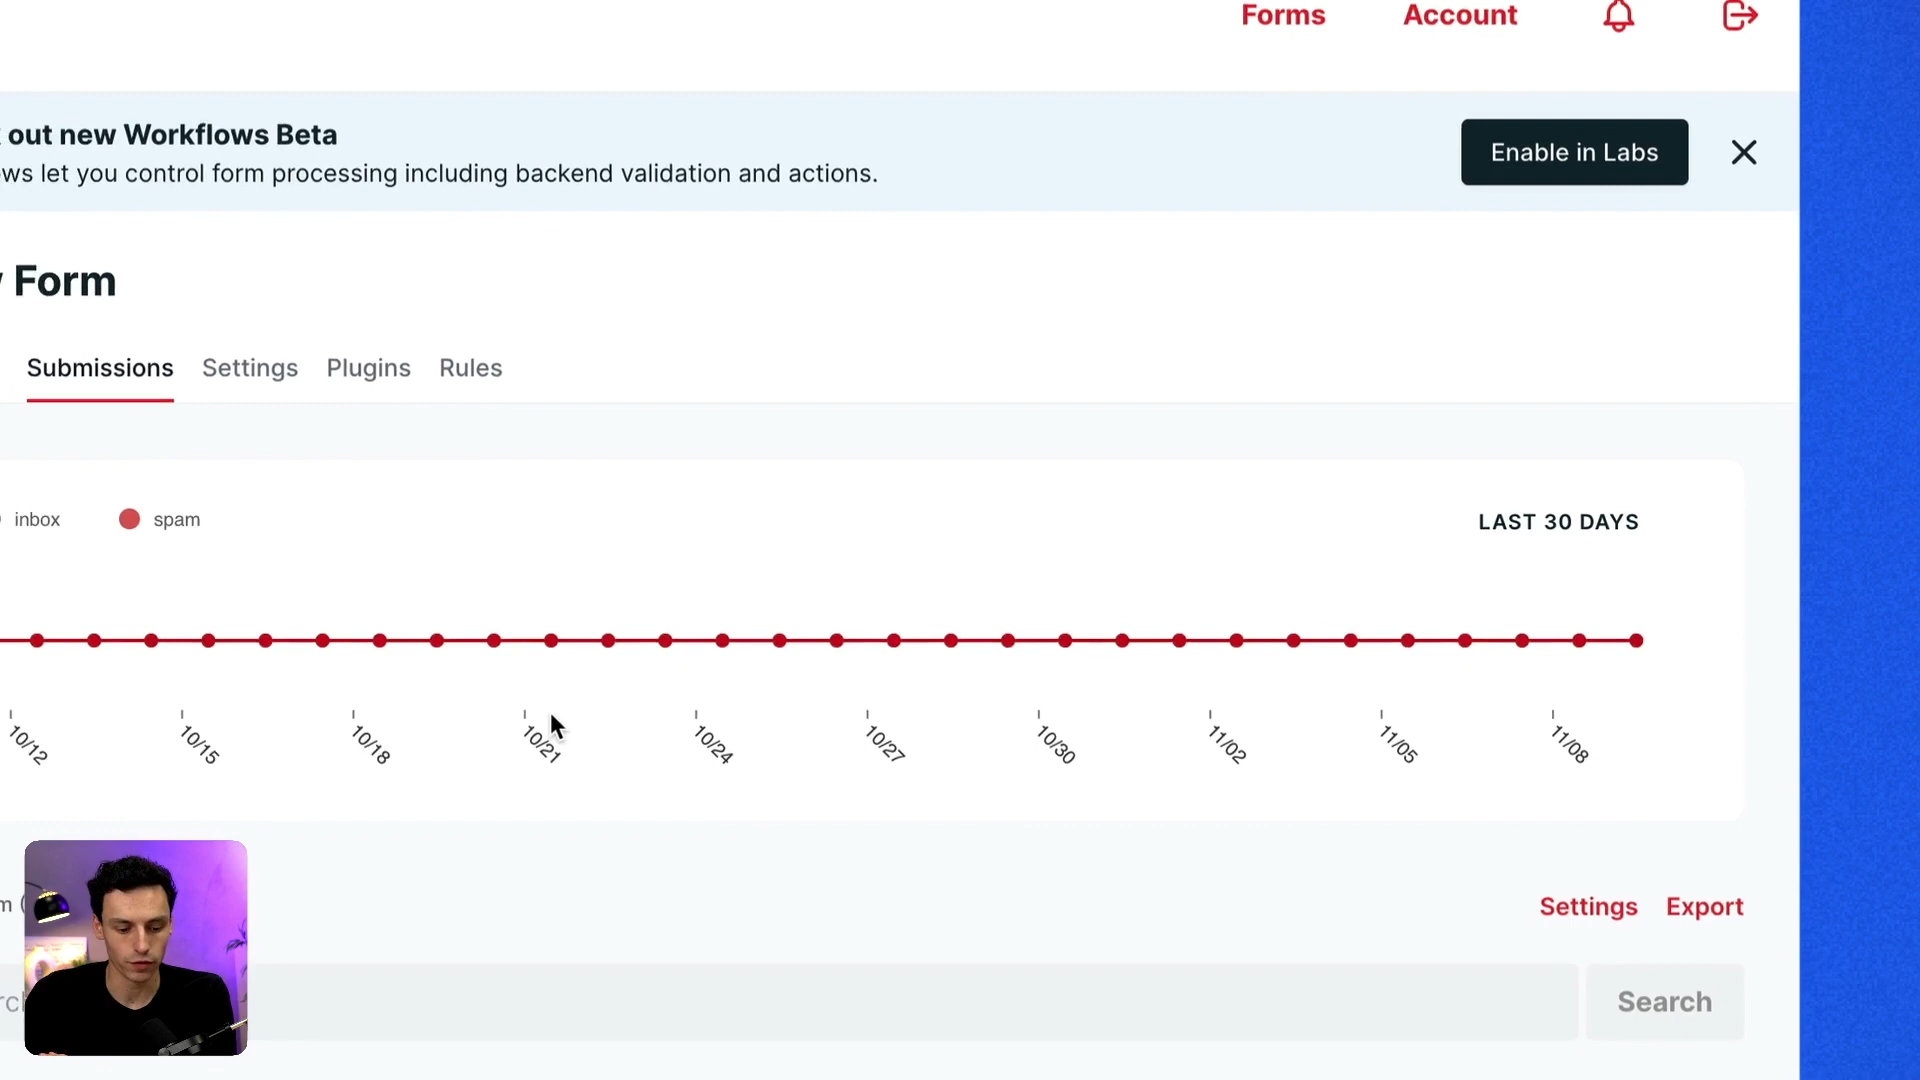 Forms Account
out new Workflows Beta
ws let you control form processing including backend validation and actions.
Enable in Labs
Form
Submissions Settings Plugins Rules
inbox spam
LAST 30 DAYS
10/12 10/15 10/18 10/21 10/24 10/27 10/30 11/02 11/05 11/08
m (
Settings Export
rch
Search